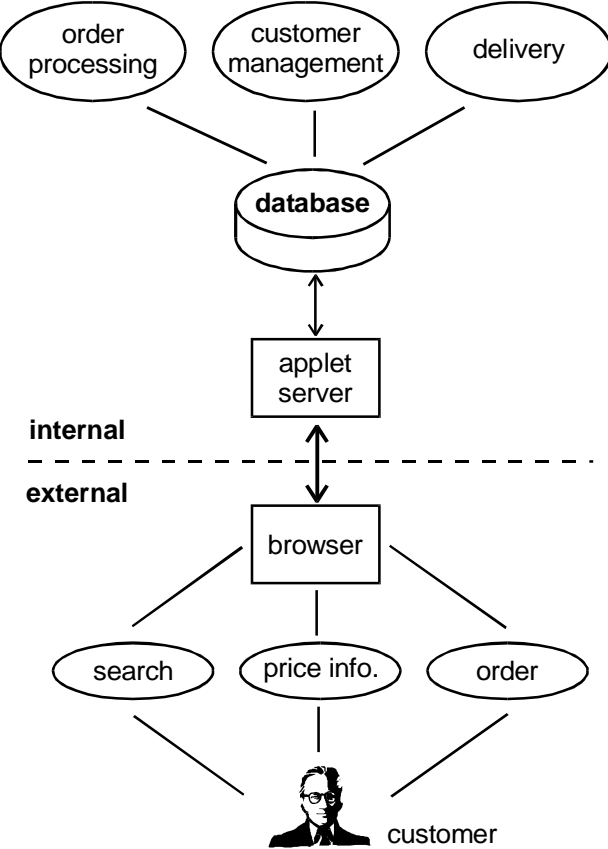 order
processing
customer
management
delivery
database
applet
server
internal
external
browser
search
price info.
order
customer